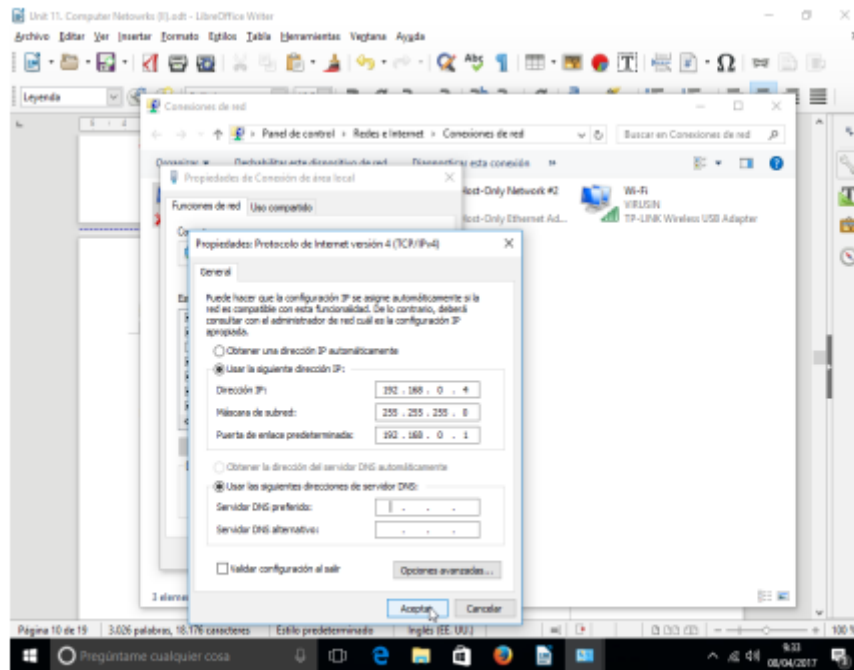 Unit 11. Computer Netowrks (II).odt - LibreOffice Writer
Archivo Editar Ver Insertar Formato Estilos Tabla Herramientas Ventana Ayuda
Leyenda
Conexiones de red
Panel de control › Redes e Internet › Conexiones de red
Buscar en Conexiones de red
Organizar Deshabilitar este dispositivo de red Diagnosticar esta conexión »
Propiedades de Conexión de área local
Host-Only Network #2
Wi-Fi
Funciones de red Uso compartido
VIRUSIN
Host-Only Ethernet Ad...
TP-LINK Wireless USB Adapter
Propiedades: Protocolo de Internet versión 4 (TCP/IPv4)
General
Puede hacer que la configuración IP se asigne automáticamente si la
red es compatible con esta funcionalidad. De lo contrario, deberá
consultar con el administrador de red cuál es la configuración IP
apropiada.
Obtener una dirección IP automáticamente
Usar la siguiente dirección IP:
Dirección IP: 192 . 168 . 0 . 4
Máscara de subred: 255 . 255 . 255 . 0
Puerta de enlace predeterminada: 192 . 168 . 0 . 1
Obtener la dirección del servidor DNS automáticamente
Usar las siguientes direcciones de servidor DNS:
Servidor DNS preferido: . . .
Servidor DNS alternativo: . . .
Validar configuración al salir
Opciones avanzadas...
Aceptar Cancelar
3 eleme
Página 10 de 19 3.026 palabras, 18.176 caracteres Estilo predeterminado Inglés (EE. UU.) 100 %
Pregúntame cualquier cosa
9:33
08/04/2017